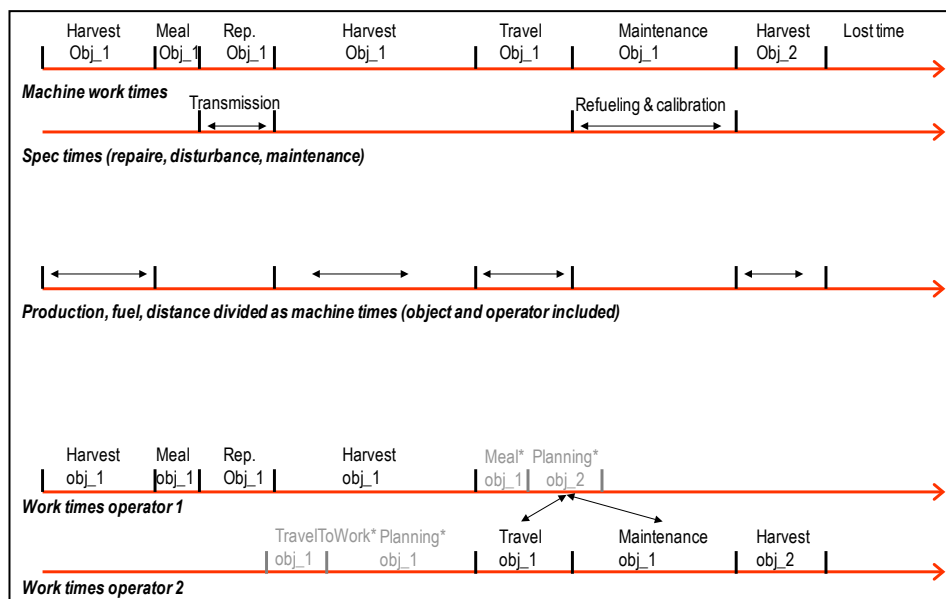 Harvest Meal Rep. Harvest Travel Maintenance Harvest Lost time
Obj_1 Obj_1 Obj_1 Obj_1 Obj_1 Obj_1 Obj_2
Machine work times
Transmission Refueling & calibration
Spec times (repaire, disturbance, maintenance)
Production, fuel, distance divided as machine times (object and operator included)
Harvest Meal Rep. Harvest Meal* Planning*
obj_1 obj_1 Obj_1 obj_1 obj_1 obj_2
Work times operator 1
TravelToWork* Planning* Travel Maintenance Harvest
obj_1 obj_1 obj_1 obj_1 obj_2
Work times operator 2